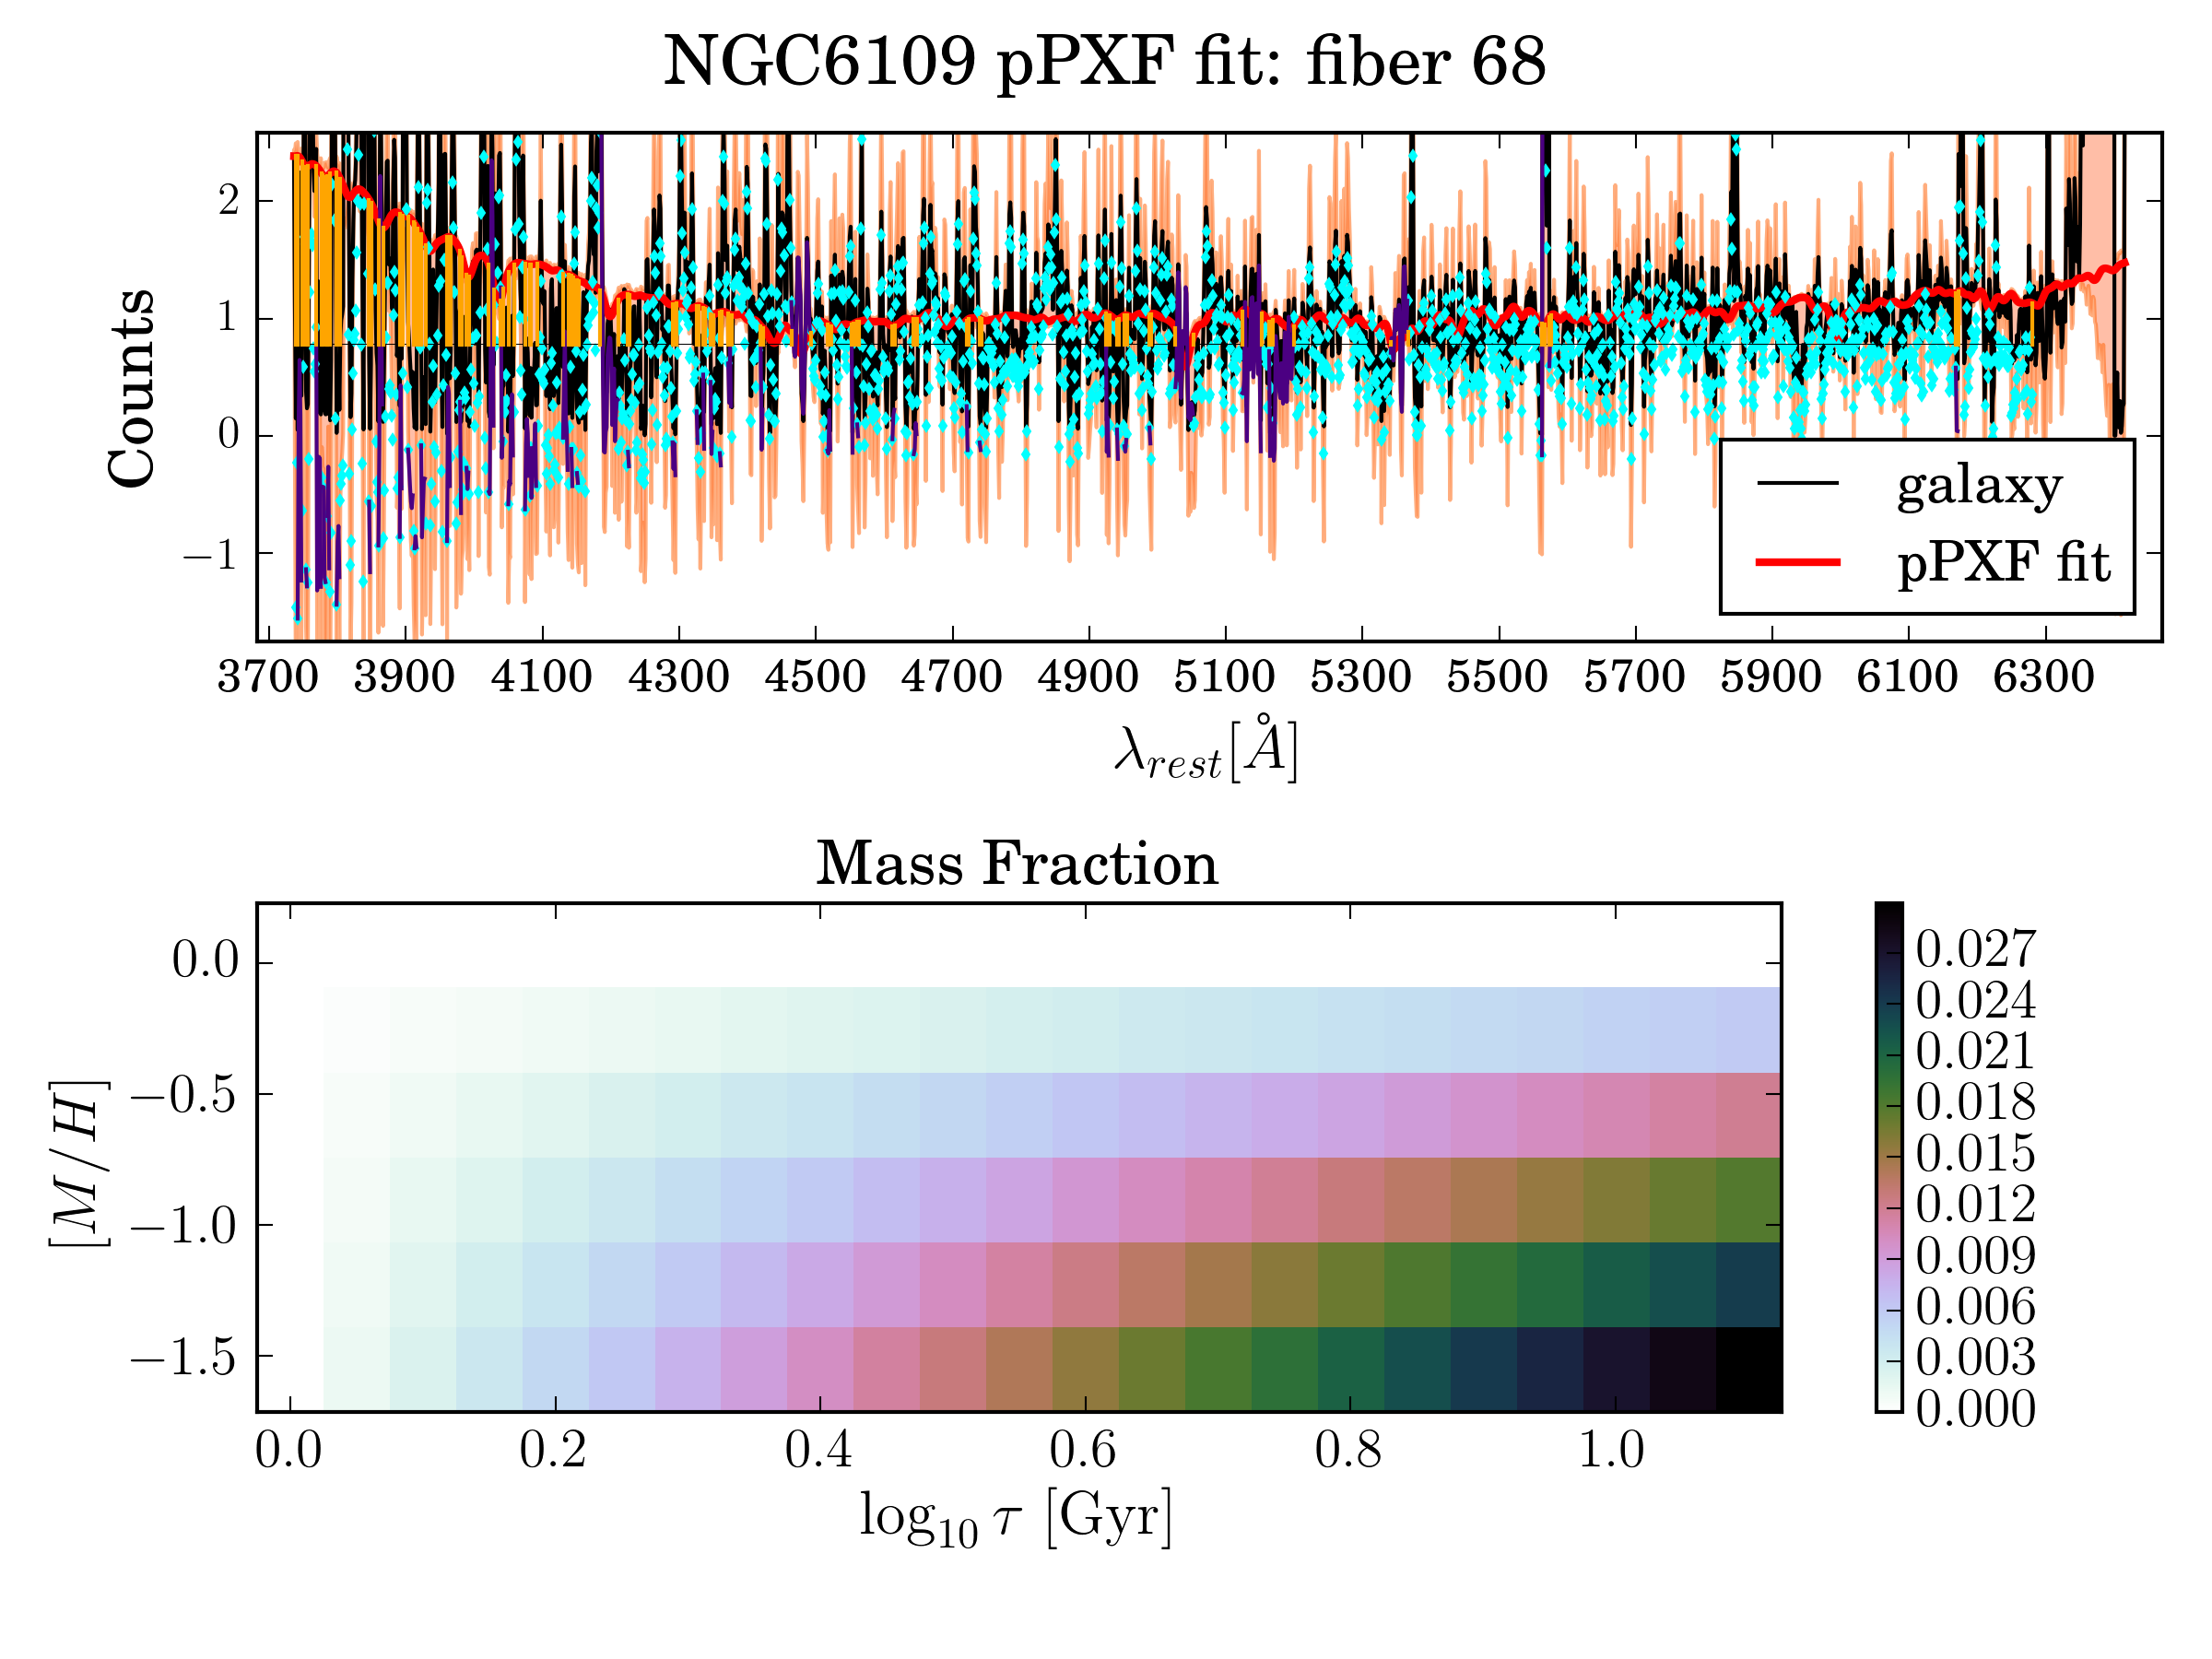 NGC6109 pPXF fit: fiber 68
Counts
2
1
0
−1
galaxy
pPXF fit
3700 3900 4100 4300 4500 4700 4900 5100 5300 5500 5700 5900 6100 6300
λrest[Å]
Mass Fraction
[M/H]
0.0
−0.5
−1.0
−1.5
0.0 0.2 0.4 0.6 0.8 1.0
log10 τ [Gyr]
0.027
0.024
0.021
0.018
0.015
0.012
0.009
0.006
0.003
0.000